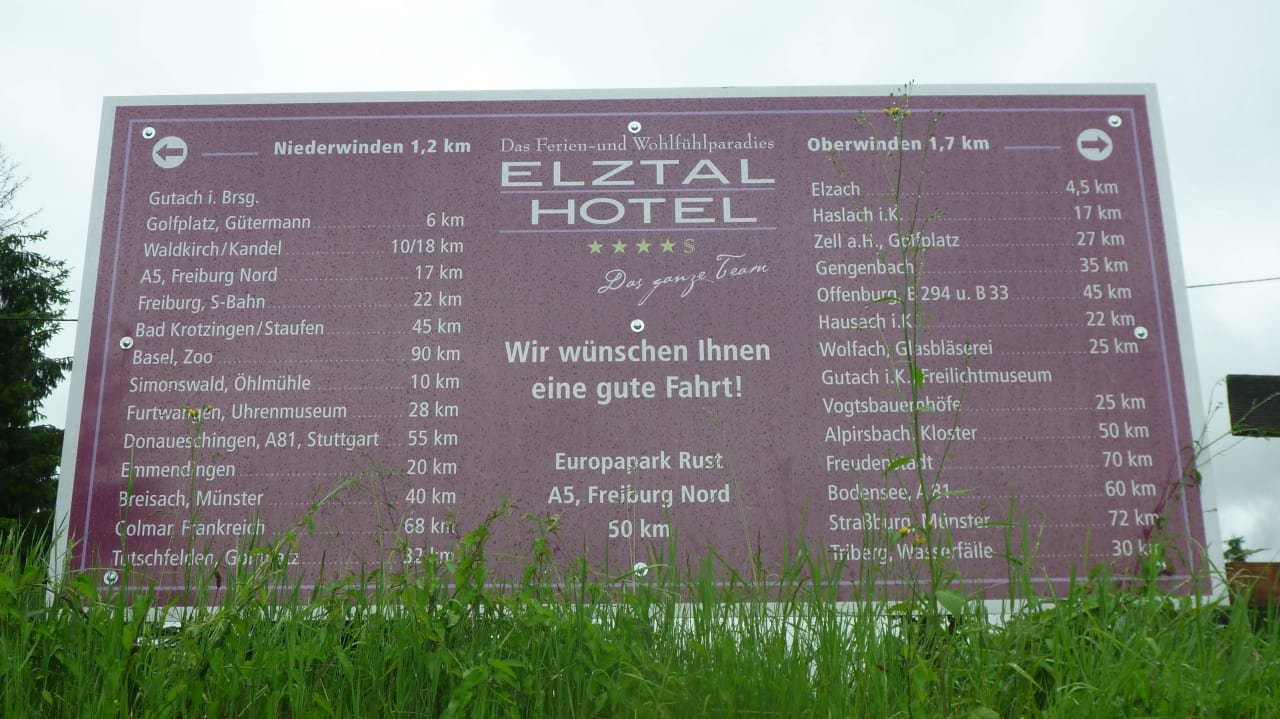 Niederwinden 1,2 km
Gutach i. Brsg.
Golfplatz, Gütermann 6 km
Waldkirch/Kandel 10/18 km
A5, Freiburg Nord 17 km
Freiburg, S-Bahn 22 km
Bad Krotzingen/Staufen 45 km
Basel, Zoo 90 km
Simonswald, Öhlmühle 10 km
Furtwangen, Uhrenmuseum 28 km
Donaueschingen, A81, Stuttgart 55 km
Emmendingen 20 km
Breisach, Münster 40 km
Colmar Frankreich 68 km
Tutschfelden, Golfplatz 32 km
Das Ferien-und Wohlfühlparadies
ELZTAL
HOTEL
★★★★S
Das ganze Team
Wir wünschen Ihnen
eine gute Fahrt!
Europapark Rust
A5, Freiburg Nord
50 km
Oberwinden 1,7 km
Elzach 4,5 km
Haslach i.K. 17 km
Zell a.H., Golfplatz 27 km
Gengenbach 35 km
Offenburg, B 294 u. B 33 45 km
Hausach i.K. 22 km
Wolfach, Glasbläserei 25 km
Gutach i.K., Freilichtmuseum
Vogtsbauernhöfe 25 km
Alpirsbach, Kloster 50 km
Freudenstadt 70 km
Bodensee, A 81 60 km
Straßburg, Münster 72 km
Triberg, Wasserfälle 30 km